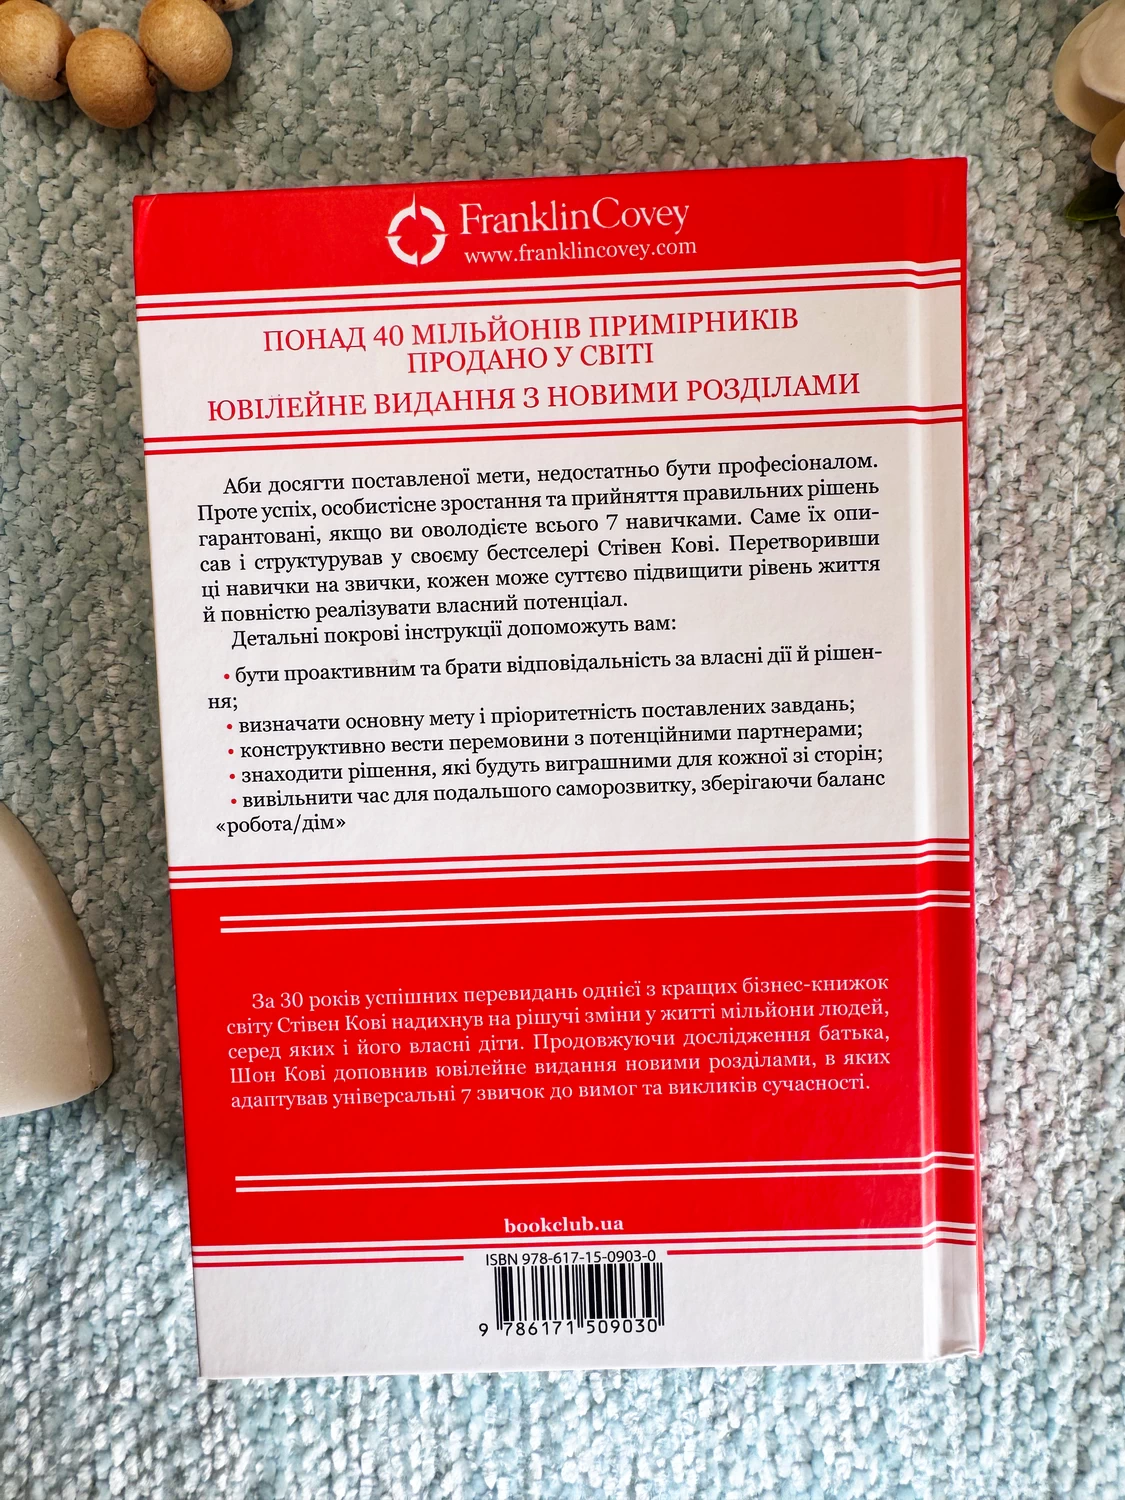 FranklinCovey
www.franklincovey.com
ПОНАД 40 МІЛЬЙОНІВ ПРИМІРНИКІВ
ПРОДАНО У СВІТІ
ЮВІЛЕЙНЕ ВИДАННЯ З НОВИМИ РОЗДІЛАМИ
Аби досягти поставленої мети, недостатньо бути професіоналом.
Проте успіх, особистісне зростання та прийняття правильних рішень
гарантовані, якщо ви оволодієте всього 7 навичками. Саме їх опи-
сав і структурував у своєму бестселері Стівен Кові. Перетворивши
ці навички на звички, кожен може суттєво підвищити рівень життя
й повністю реалізувати власний потенціал.
Детальні покрові інструкції допоможуть вам:
• бути проактивним та брати відповідальність за власні дії й рішен-
ня;
• визначати основну мету і пріоритетність поставлених завдань;
• конструктивно вести перемовини з потенційними партнерами;
• знаходити рішення, які будуть виграшними для кожної зі сторін;
• вивільнити час для подальшого саморозвитку, зберігаючи баланс
«робота/дім»
За 30 років успішних перевидань однієї з кращих бізнес-книжок
світу Стівен Кові надихнув на рішучі зміни у житті мільйони людей,
серед яких і його власні діти. Продовжуючи дослідження батька,
Шон Кові доповнив ювілейне видання новими розділами, в яких
адаптував універсальні 7 звичок до вимог та викликів сучасності.
bookclub.ua
ISBN 978-617-15-0903-0
9 786171 509030